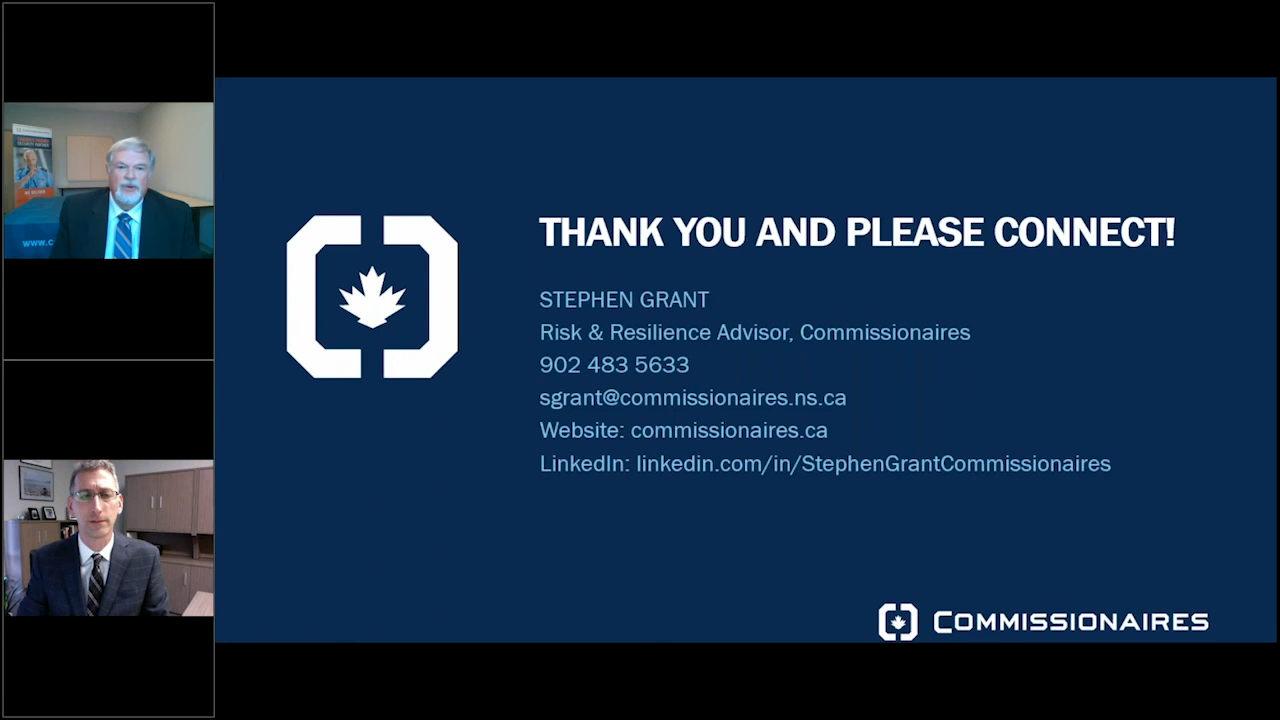 THANK YOU AND PLEASE CONNECT!
STEPHEN GRANT
Risk & Resilience Advisor, Commissionaires
902 483 5633
sgrant@commissionaires.ns.ca
Website: commissionaires.ca
LinkedIn: linkedin.com/in/StephenGrantCommissionaires
COMMISSIONAIRES
WWW.C